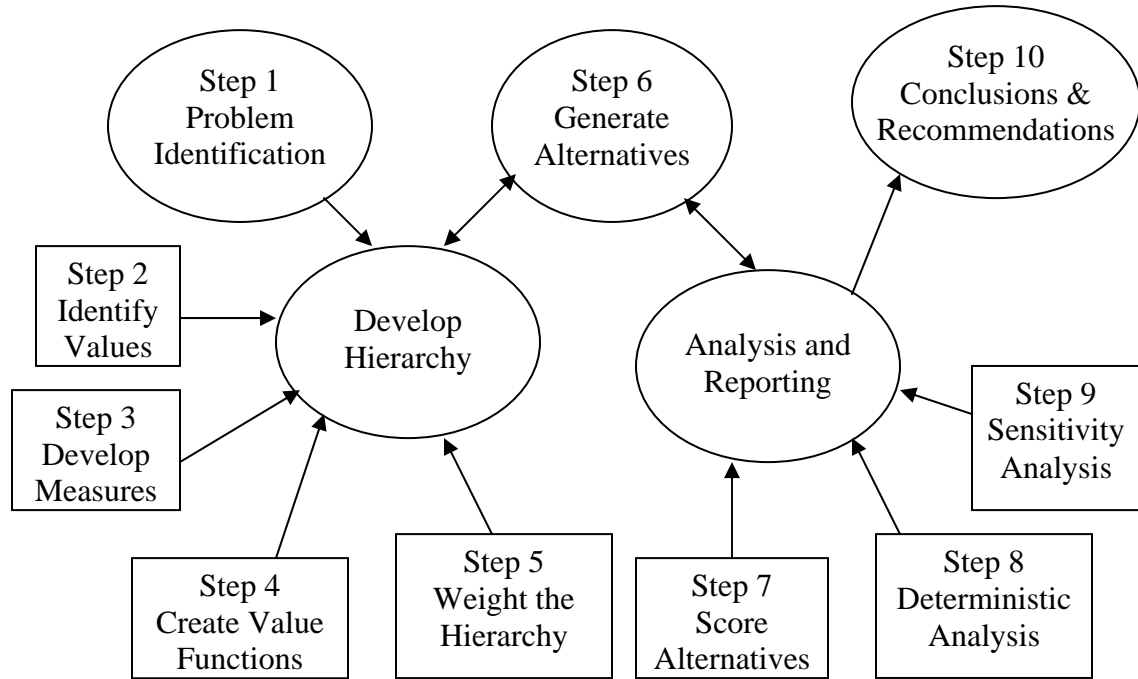 Step 1
Problem
Identification
Step 6
Generate
Alternatives
Step 10
Conclusions &
Recommendations
Step 2
Identify
Values
Develop
Hierarchy
Analysis and
Reporting
Step 3
Develop
Measures
Step 9
Sensitivity
Analysis
Step 4
Create Value
Functions
Step 5
Weight the
Hierarchy
Step 7
Score
Alternatives
Step 8
Deterministic
Analysis